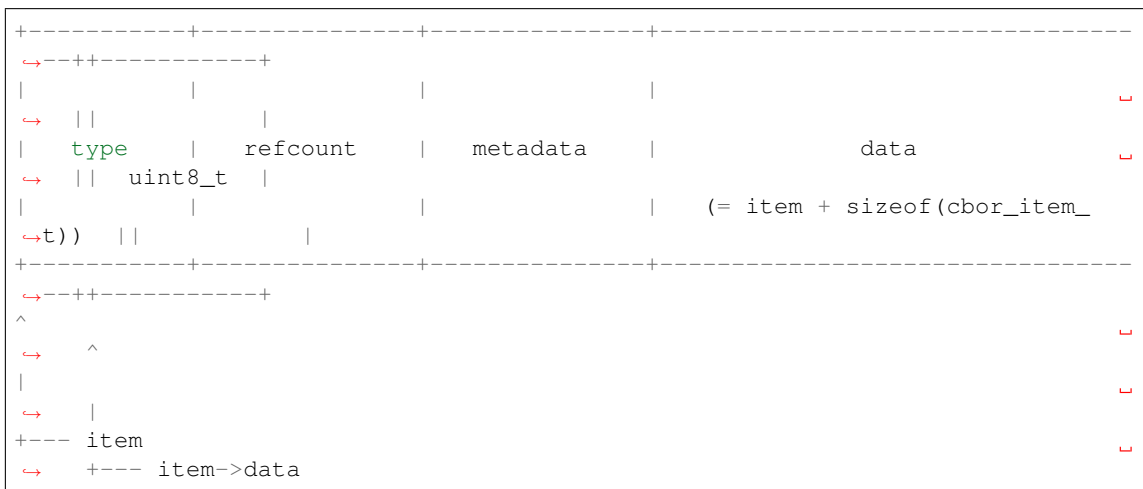 +-----------+---------------+---------------+---------------------------------
↪--++-----------+
|           |               |               |                                 ␣
↪  ||           |
|   type    |   refcount    |   metadata    |              data               ␣
↪  ||  uint8_t  |
|           |               |               |   (= item + sizeof(cbor_item_
↪t))  ||           |
+-----------+---------------+---------------+---------------------------------
↪--++-----------+
^                                                                             ␣
↪    ^
|                                                                             ␣
↪    |
+--- item                                                                     ␣
↪    +--- item->data